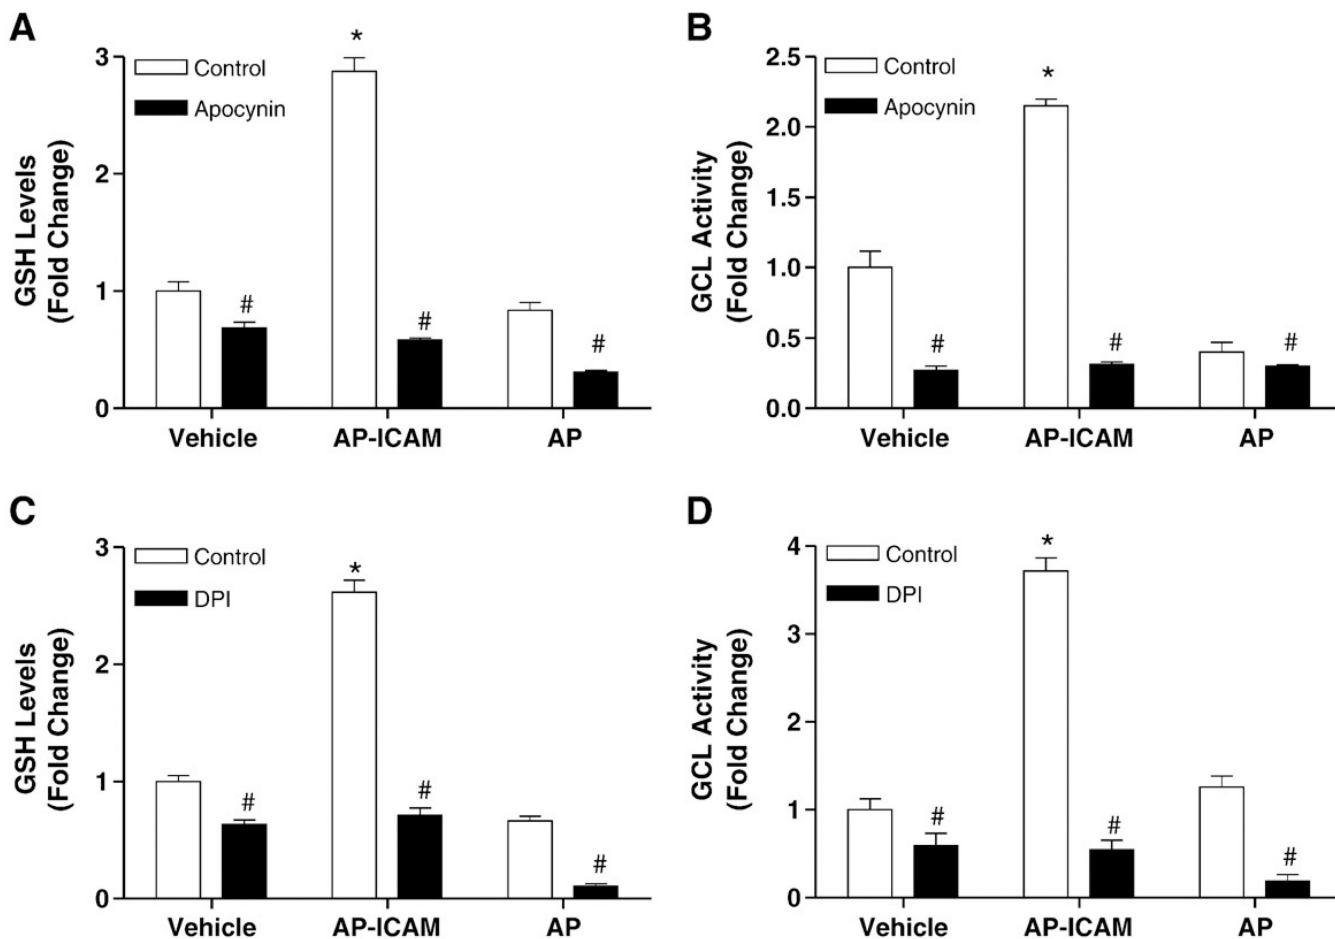 A
GSH Levels
(Fold Change)
3
2
1
0
Control
Apocynin
*
#
#
#
Vehicle AP-ICAM AP
B
GCL Activity
(Fold Change)
2.5
2.0
1.5
1.0
0.5
0.0
Control
Apocynin
*
#
#
#
Vehicle AP-ICAM AP
C
GSH Levels
(Fold Change)
3
2
1
0
Control
DPI
*
#
#
#
Vehicle AP-ICAM AP
D
GCL Activity
(Fold Change)
4
3
2
1
0
Control
DPI
*
#
#
#
Vehicle AP-ICAM AP